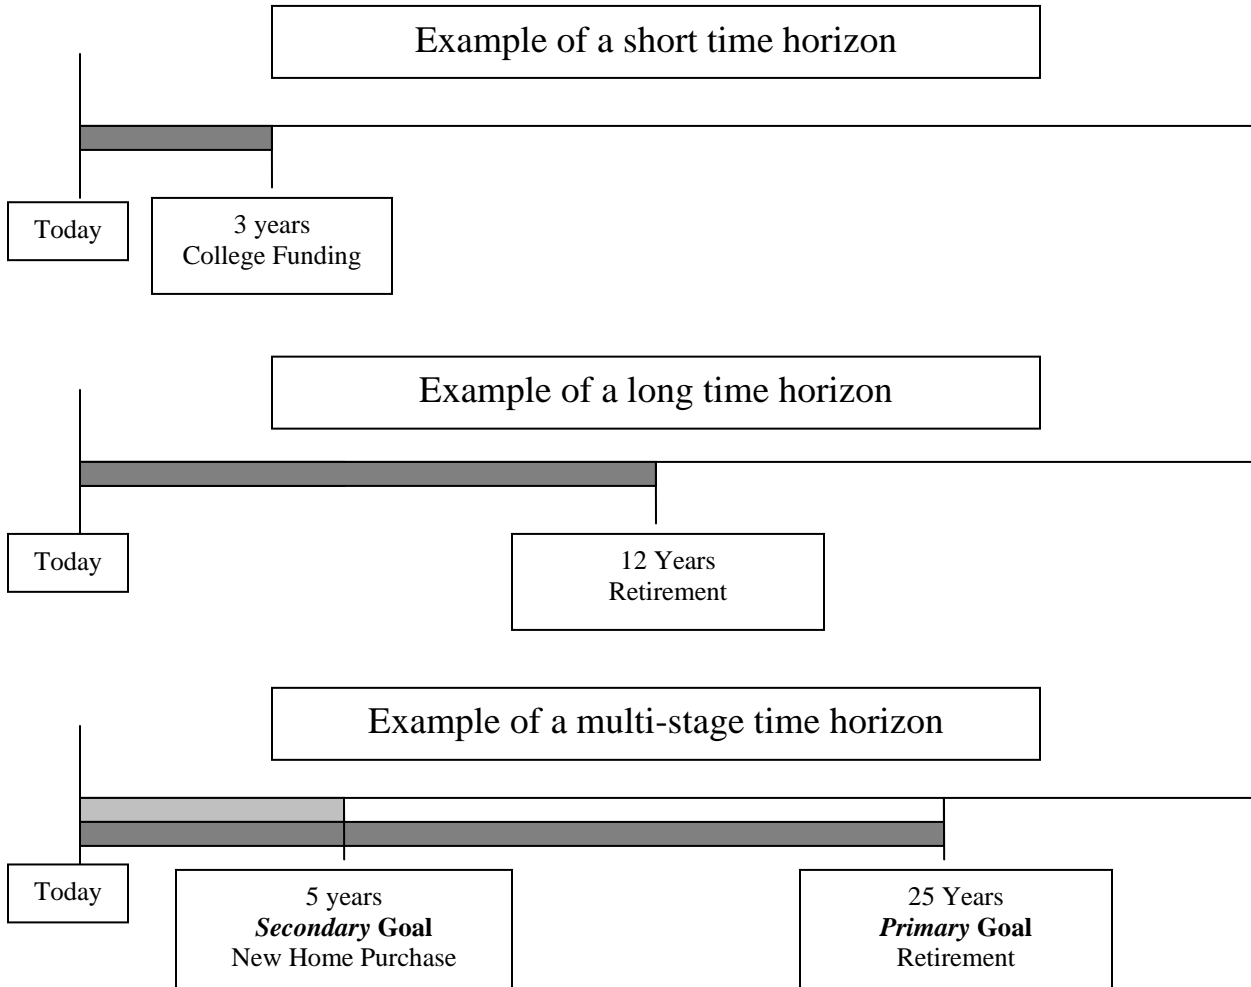 Example of a short time horizon
Today
3 years
College Funding
Example of a long time horizon
Today
12 Years
Retirement
Example of a multi-stage time horizon
Today
5 years
Secondary Goal
New Home Purchase
25 Years
Primary Goal
Retirement